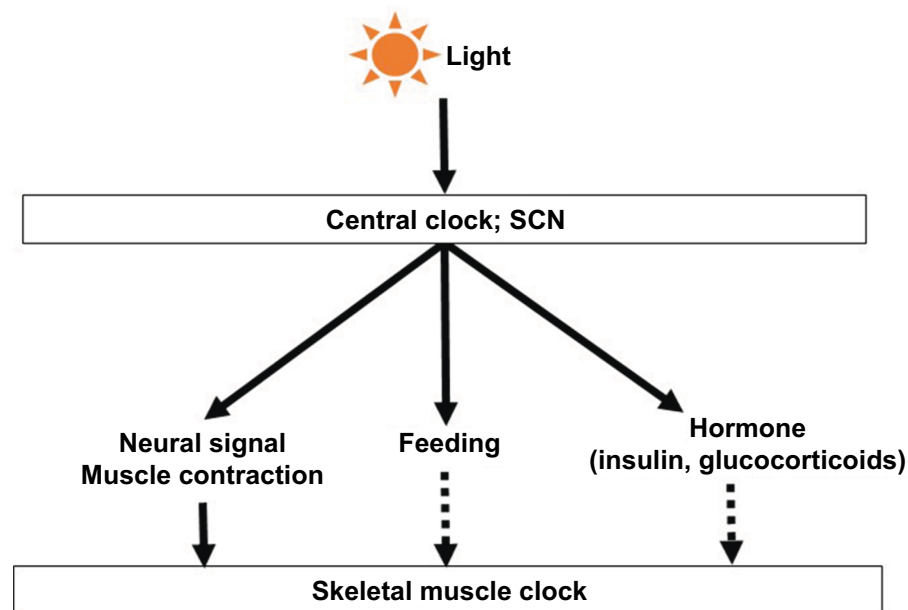 Light
Central clock; SCN
Neural signal
Muscle contraction
Feeding
Hormone
(insulin, glucocorticoids)
Skeletal muscle clock